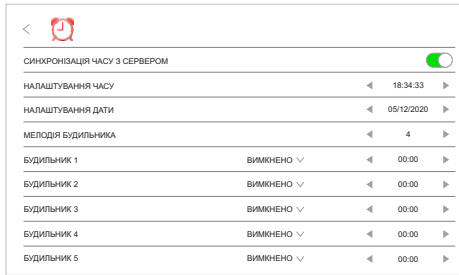 СИНХРОНІЗАЦІЯ ЧАСУ З СЕРВЕРОМ
НАЛАШТУВАННЯ ЧАСУ 18:34:33
НАЛАШТУВАННЯ ДАТИ 05/12/2020
МЕЛОДІЯ БУДИЛЬНИКА 4
БУДИЛЬНИК 1 ВИМКНЕНО 00:00
БУДИЛЬНИК 2 ВИМКНЕНО 00:00
БУДИЛЬНИК 3 ВИМКНЕНО 00:00
БУДИЛЬНИК 4 ВИМКНЕНО 00:00
БУДИЛЬНИК 5 ВИМКНЕНО 00:00